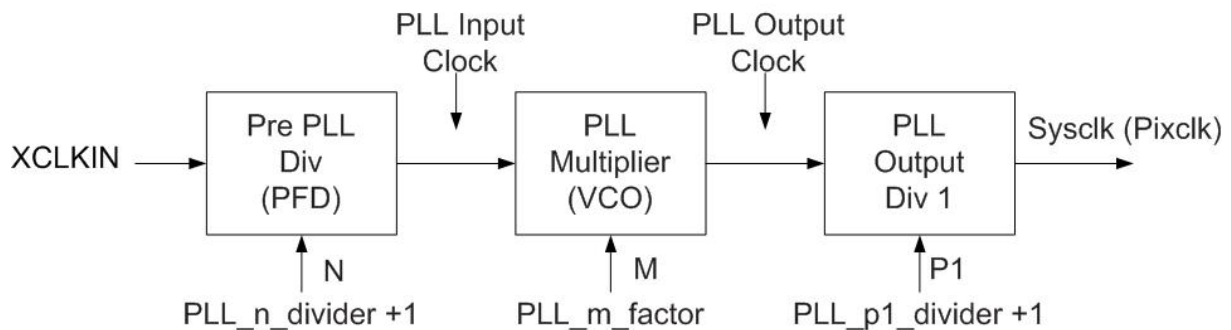 PLL Input
Clock
PLL Output
Clock
XCLKIN
Pre PLL
Div
(PFD)
PLL
Multiplier
(VCO)
PLL
Output
Div 1
Sysclk (Pixclk)
N
M
P1
PLL_n_divider +1
PLL_m_factor
PLL_p1_divider +1